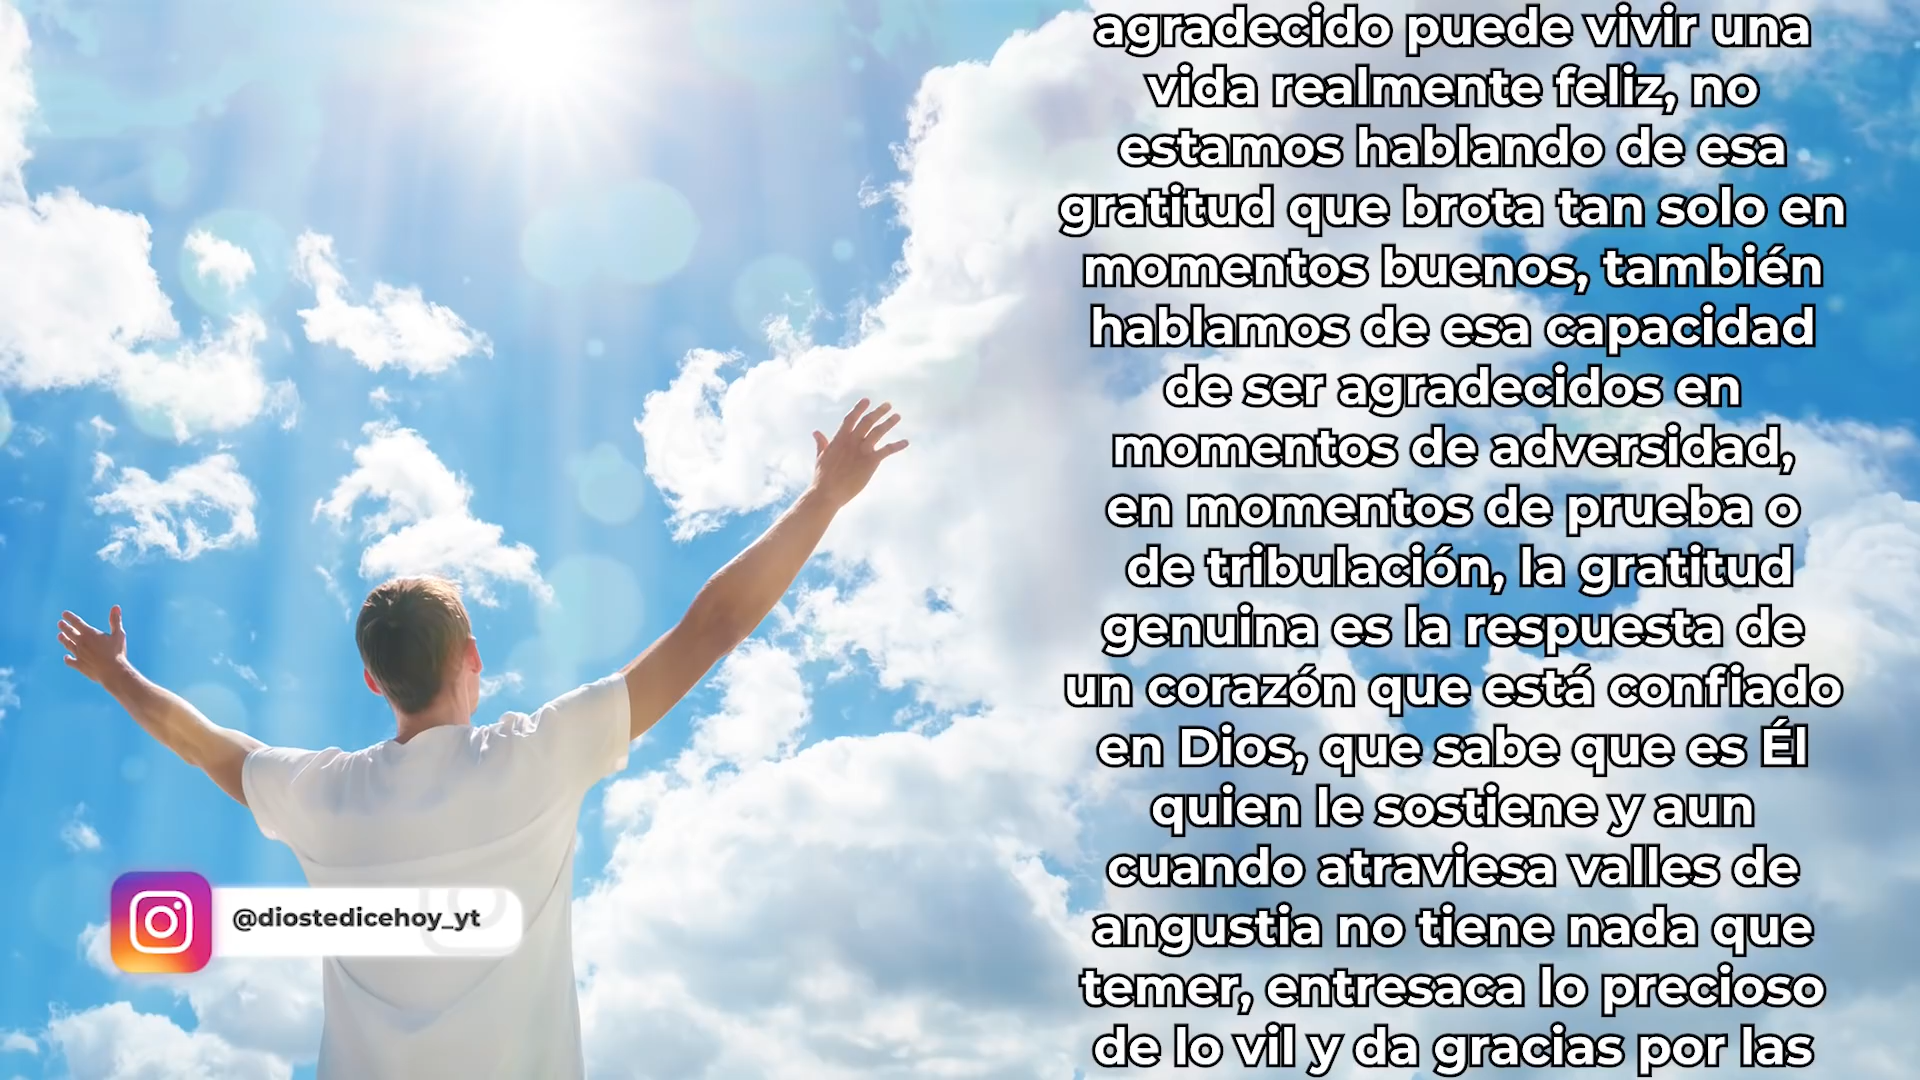 agradecido puede vivir una
vida realmente feliz, no
estamos hablando de esa
gratitud que brota tan solo en
momentos buenos, también
hablamos de esa capacidad
de ser agradecidos en
momentos de adversidad,
en momentos de prueba o
de tribulación, la gratitud
genuina es la respuesta de
un corazón que está confiado
en Dios, que sabe que es Él
quien le sostiene y aun
cuando atraviesa valles de
angustia no tiene nada que
temer, entresaca lo precioso
de lo vil y da gracias por las
@diostedicehoy_yt